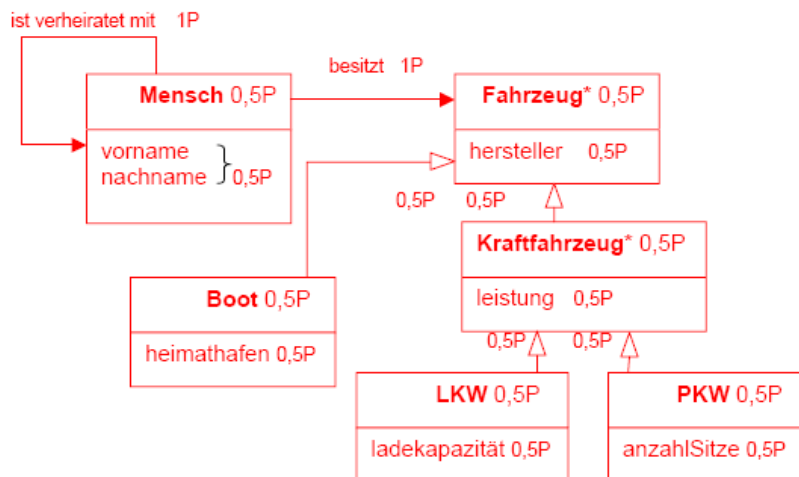 ist verheiratet mit 1P
besitzt 1P
Mensch 0,5P
Fahrzeug* 0,5P
vorname
nachname
0,5P
hersteller 0,5P
0,5P 0,5P
Kraftfahrzeug* 0,5P
Boot 0,5P
leistung 0,5P
heimathafen 0,5P
0,5P 0,5P
LKW 0,5P
PKW 0,5P
ladekapazität 0,5P
anzahlSitze 0,5P